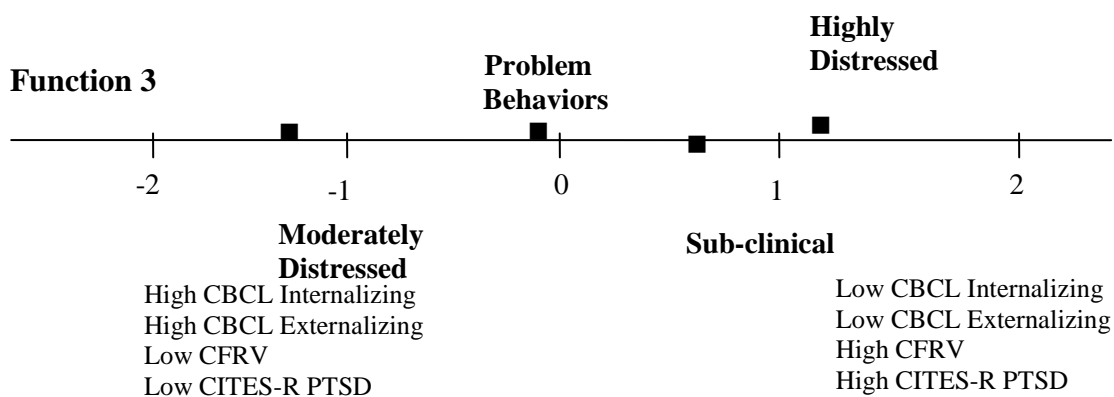 Highly
Distressed
Problem
Behaviors
Function 3
-2 -1 0 1 2
Moderately
Distressed
High CBCL Internalizing
High CBCL Externalizing
Low CFRV
Low CITES-R PTSD
Sub-clinical
Low CBCL Internalizing
Low CBCL Externalizing
High CFRV
High CITES-R PTSD